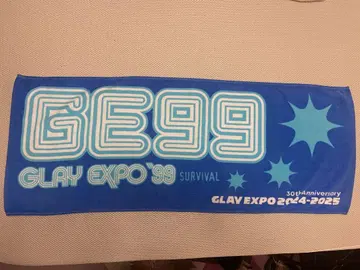 GE99
GLAY EXPO '99 SURVIVAL
30th Anniversary
GLAY EXPO 2024-2025